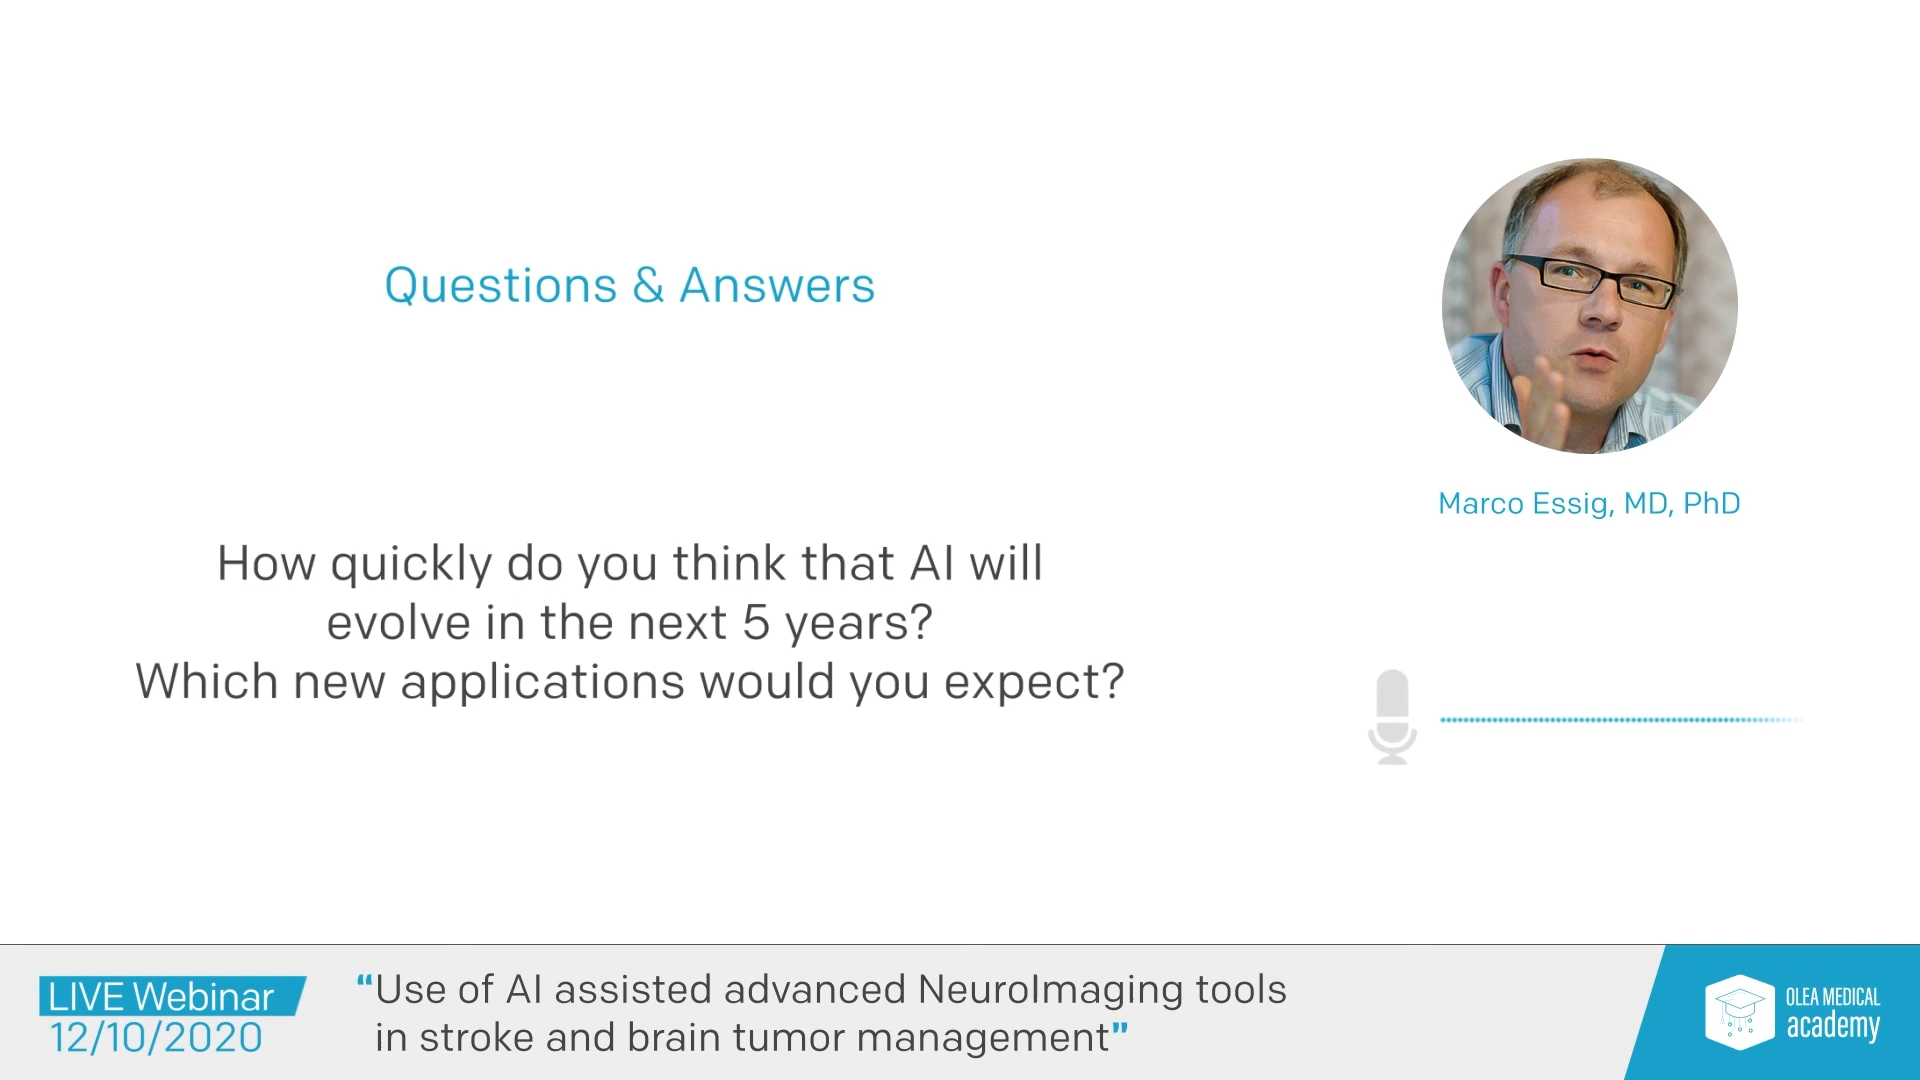 Questions & Answers
Marco Essig, MD, PhD
How quickly do you think that AI will
evolve in the next 5 years?
Which new applications would you expect?
LIVE Webinar
12/10/2020
“Use of AI assisted advanced NeuroImaging tools
in stroke and brain tumor management”
OLEA MEDICAL
academy